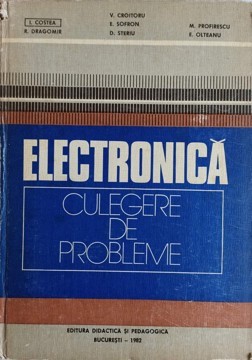 V. CROITORU
I. COSTEA E. SOFRON M. PROFIRESCU
R. DRAGOMIR D. STERIU F. OLTEANU
ELECTRONICĂ
CULEGERE
DE
PROBLEME
EDITURA DIDACTICĂ ȘI PEDAGOGICĂ
BUCUREȘTI – 1982